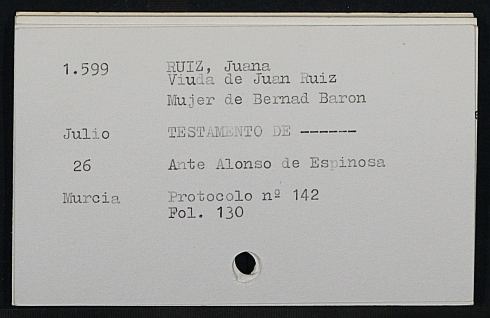 1.599 RUIZ, Juana
Viuda de Juan Ruiz
Mujer de Bernad Baron
Julio TESTAMENTO DE ------
26 Ante Alonso de Espinosa
Murcia Protocolo nº 142
Fol. 130